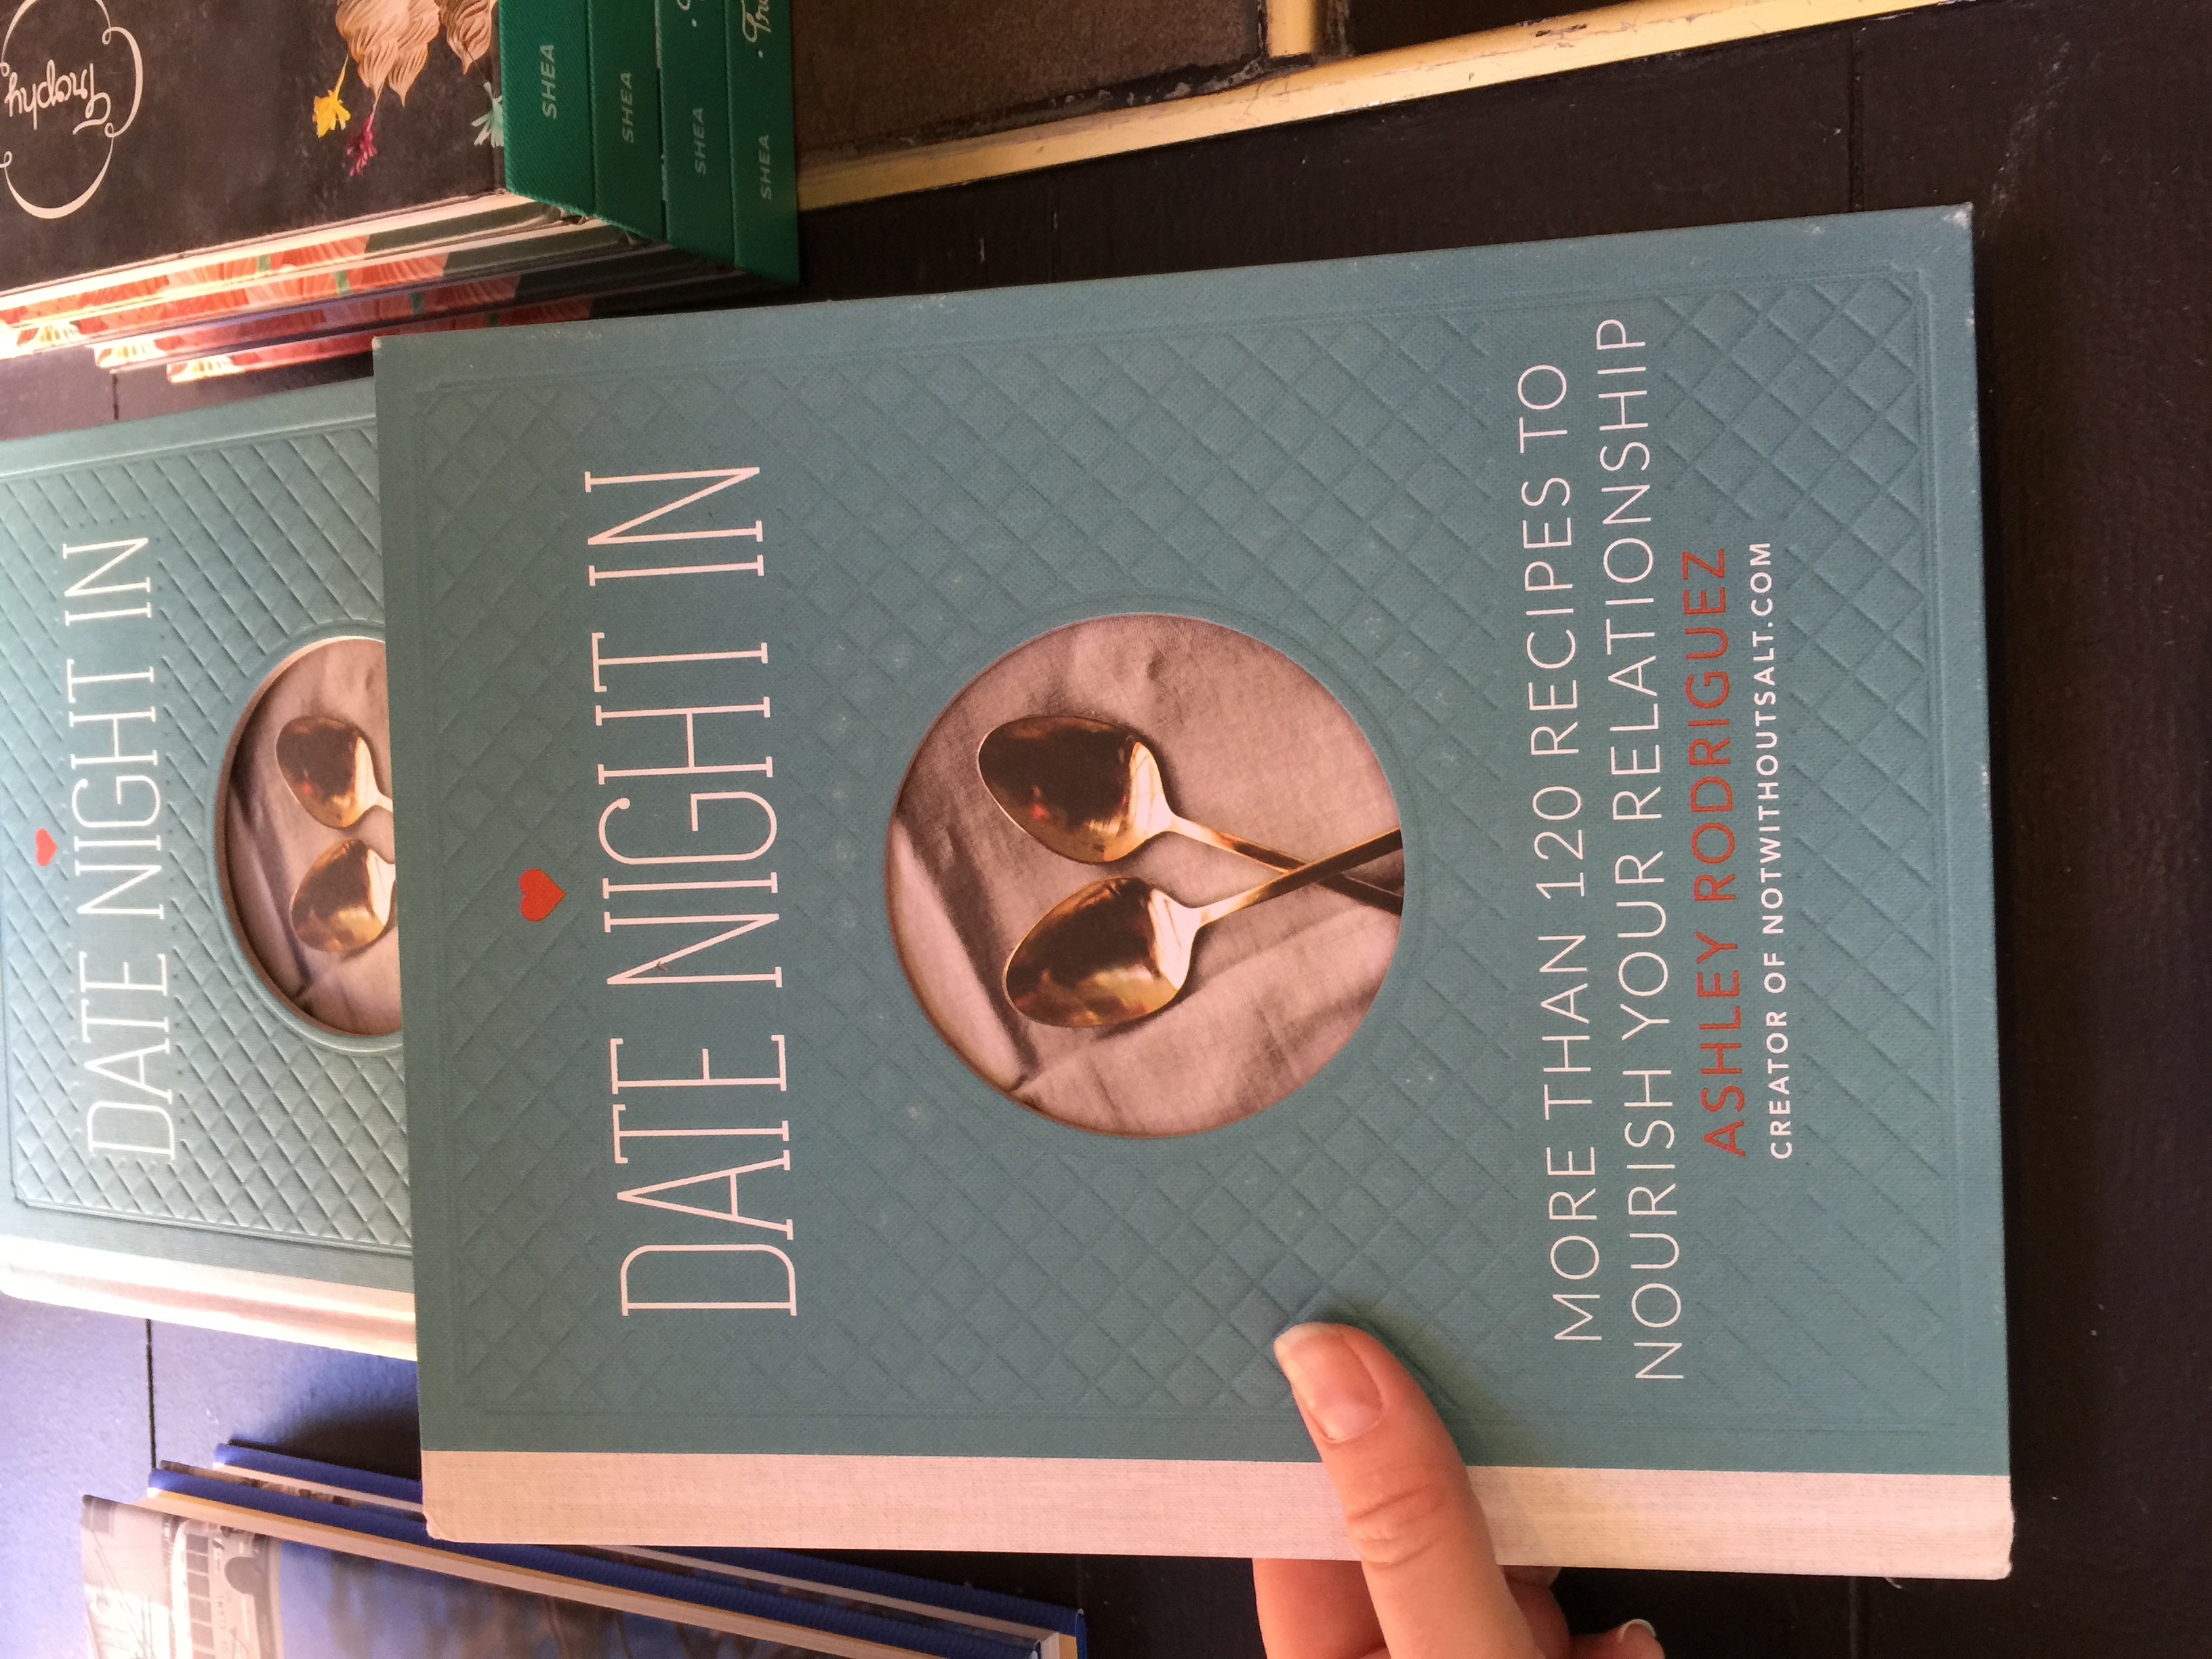 DATE NIGHT IN
Trophy
SHEA
SHEA
SHEA
SHEA
DATE NIGHT IN
MORE THAN 120 RECIPES TO
NOURISH YOUR RELATIONSHIP
ASHLEY RODRIGUEZ
CREATOR OF NOTWITHOUTSALT.COM